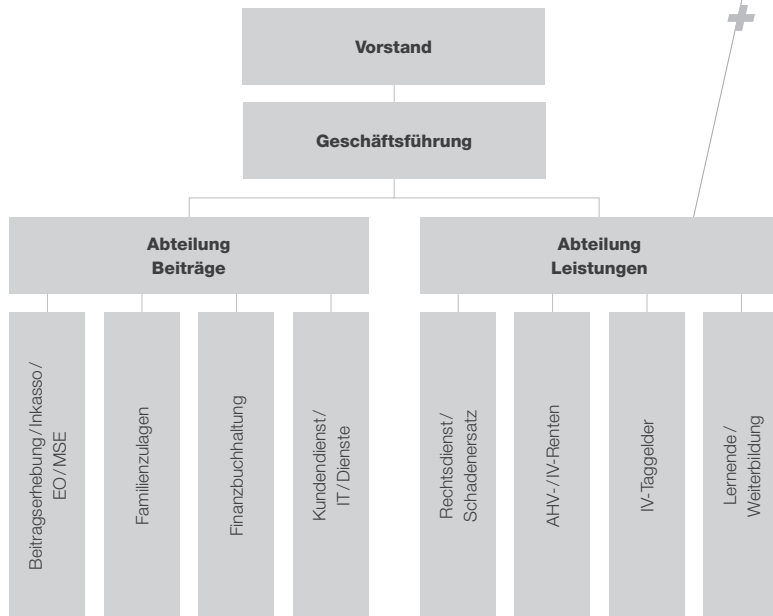 Vorstand
Geschäftsführung
Abteilung
Beiträge
Abteilung
Leistungen
Beitragserhebung/Inkasso/
EO/MSE
Familienzulagen
Finanzbuchhaltung
Kundendienst/
IT/Dienste
Rechtsdienst/
Schadenersatz
AHV-/IV-Renten
IV-Taggelder
Lernende/
Weiterbildung